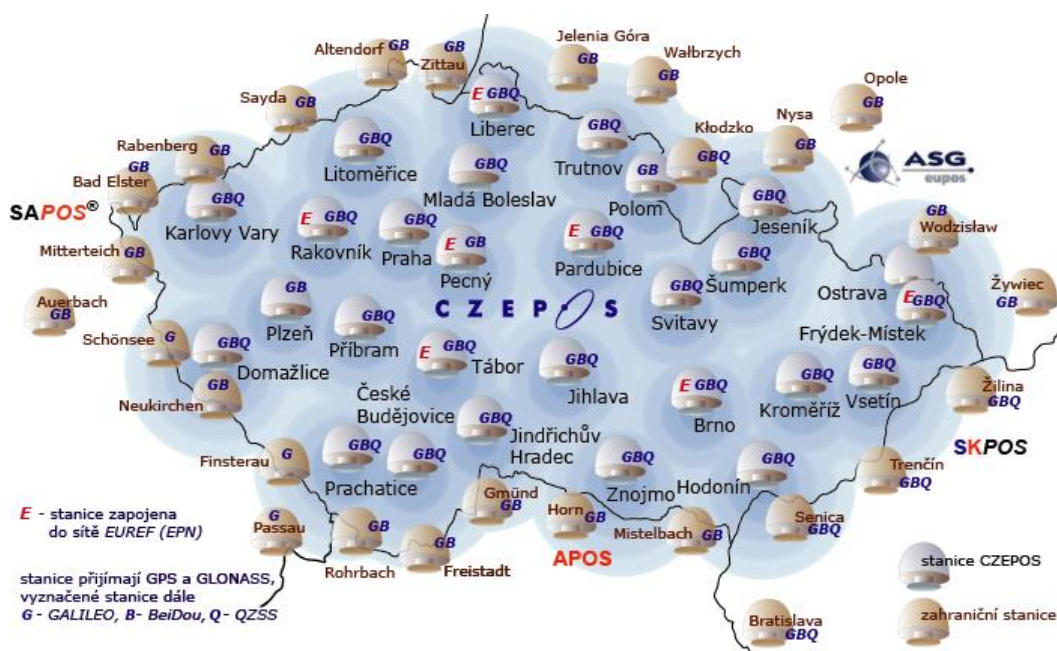 Altendorf GB
Zittau GB
Jelenia Góra GB
Wałbrzych GB
Opole GB
Sayda GB
E GBQ Liberec
GBQ Litoměřice
GBQ Trutnov
Kłodzko GBQ
Nysa GB
ASG eupos
Rabenberg GB
Bad Elster GB
SAPOS®
GBQ Karlovy Vary
GBQ Mladá Boleslav
GB Polom
GBQ Jeseník
GB Wodzisław
E GBQ Rakovník
GBQ Praha
E GB Pecný
E GBQ Pardubice
GBQ Šumperk
Ostrava
Mitterteich GB
Auerbach GB
GB Plzeň
CZEPOS
GBQ Svitavy
E GBQ Frýdek-Místek
Żywiec GB
Schönsee G
GBQ Domažlice
GBQ Příbram
E GBQ Tábor
GBQ Jihlava
E GBQ Brno
GBQ Kroměříž
GBQ Vsetín
Žilina GBQ
Neukirchen GB
České
Budějovice
GBQ
GBQ Jindřichův
Hradec
SKPOS
Finsterau G
GBQ Prachatice
GBQ Znojmo
GBQ Hodonín
Trenčín GBQ
E - stanice zapojena
do sítě EUREF (EPN)
Passau G
Rohrbach GB
Freistadt GB
Gmünd GB
Horn GB
APOS
Mistelbach GB
Senica GBQ
stanice CZEPOS
stanice přijímají GPS a GLONASS,
vyznačené stanice dále
G - GALILEO, B- BeiDou, Q- QZSS
Bratislava GBQ
zahraniční stanice